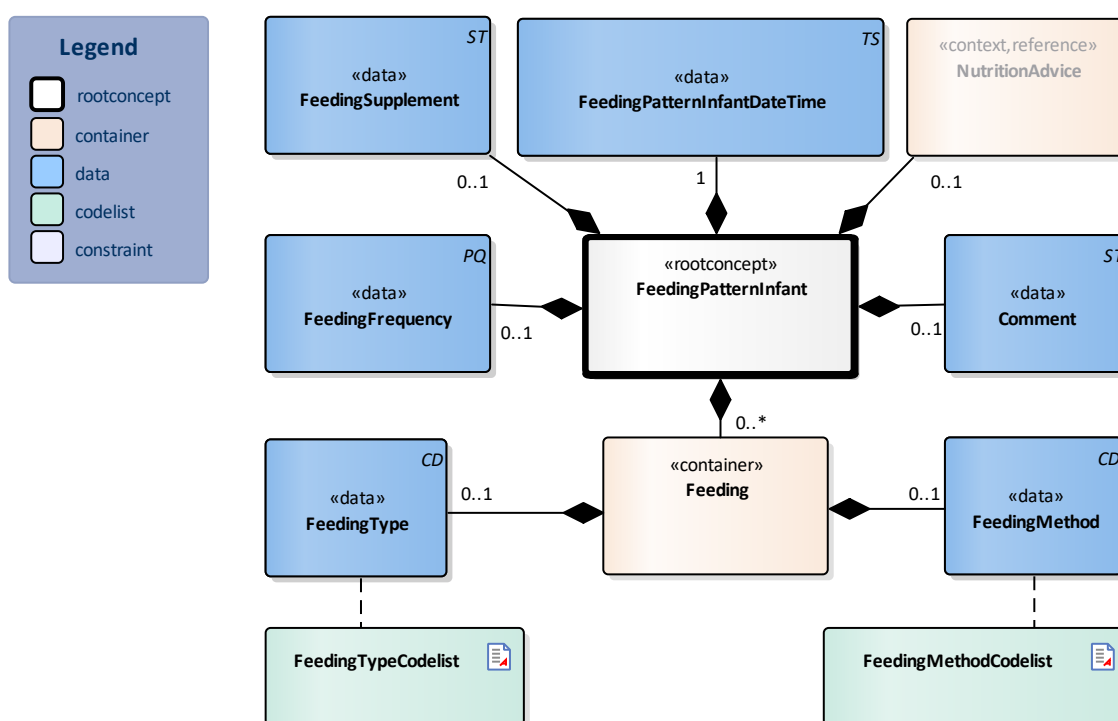 Legend
rootconcept
container
data
codelist
constraint
ST
«data»
FeedingSupplement
TS
«data»
FeedingPatternInfantDateTime
«context,reference»
NutritionAdvice
0..1
1
0..1
PQ
«data»
FeedingFrequency
0..1
«rootconcept»
FeedingPatternInfant
ST
«data»
Comment
0..1
0..*
CD
«data»
FeedingType
0..1
«container»
Feeding
0..1
CD
«data»
FeedingMethod
FeedingTypeCodelist
FeedingMethodCodelist